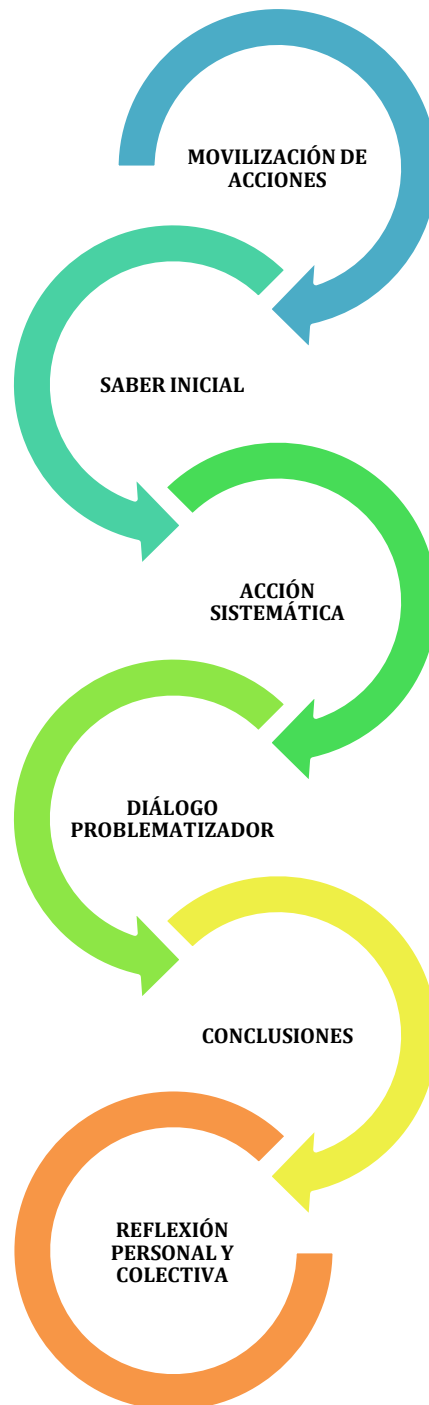 MOVILIZACIÓN DE
ACCIONES
SABER INICIAL
ACCIÓN
SISTEMÁTICA
DIÁLOGO
PROBLEMATIZADOR
CONCLUSIONES
REFLEXIÓN
PERSONAL Y
COLECTIVA